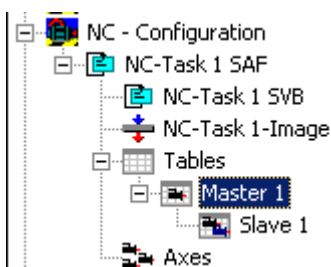 NC - Configuration
NC-Task 1 SAF
NC-Task 1 SVB
NC-Task 1-Image
Tables
Master 1
Slave 1
Axes